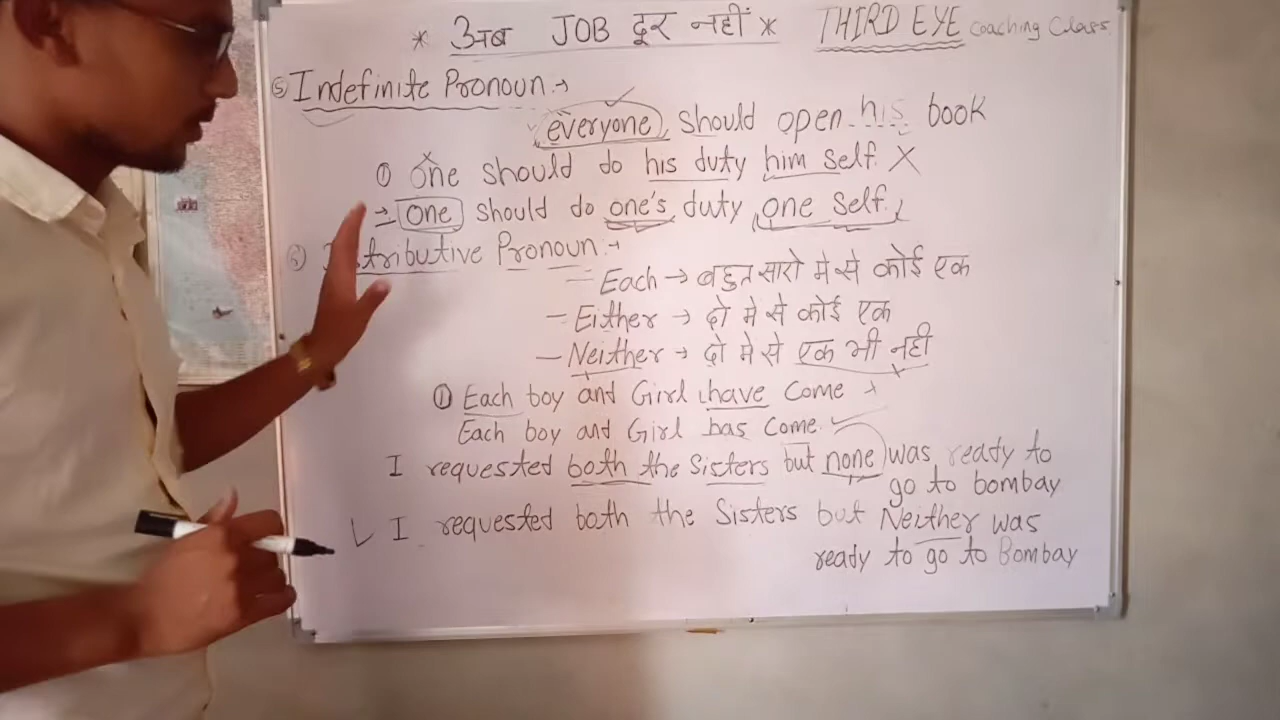 * अब JOB दूर नहीं * THIRD EYE Coaching Class
⑤ Indefinite Pronoun :→
everyone should open his book
① One should do his duty him self. X
→ one should do one's duty one self.
tributive Pronoun :→
= Each → बहुत सारो मे से कोई एक
– Either → दो मे से कोई एक
– Neither → दो मे से एक भी नही
① Each boy and Girl have Come x
Each boy and Girl has Come. ✓
I requested both the Sisters but none was ready to
go to bombay
✓ I requested both the Sisters but Neither was
ready to go to Bombay